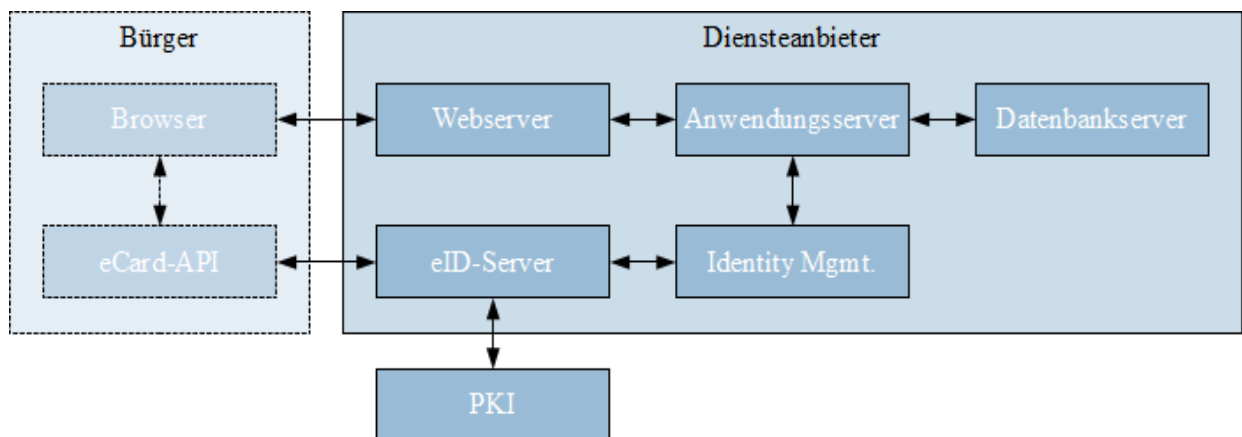 Bürger
Diensteanbieter
Browser
Webserver
Anwendungsserver
Datenbankserver
eCard-API
eID-Server
Identity Mgmt.
PKI